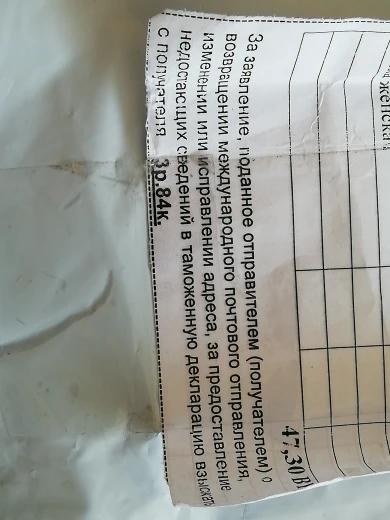 47,30
За заявление, поданное отправителем (получателем) о
возвращении международного почтового отправления,
изменении или исправлении адреса, за предоставление
недостающих сведений в таможенную декларацию взыскать
с получателя 3р.84к.